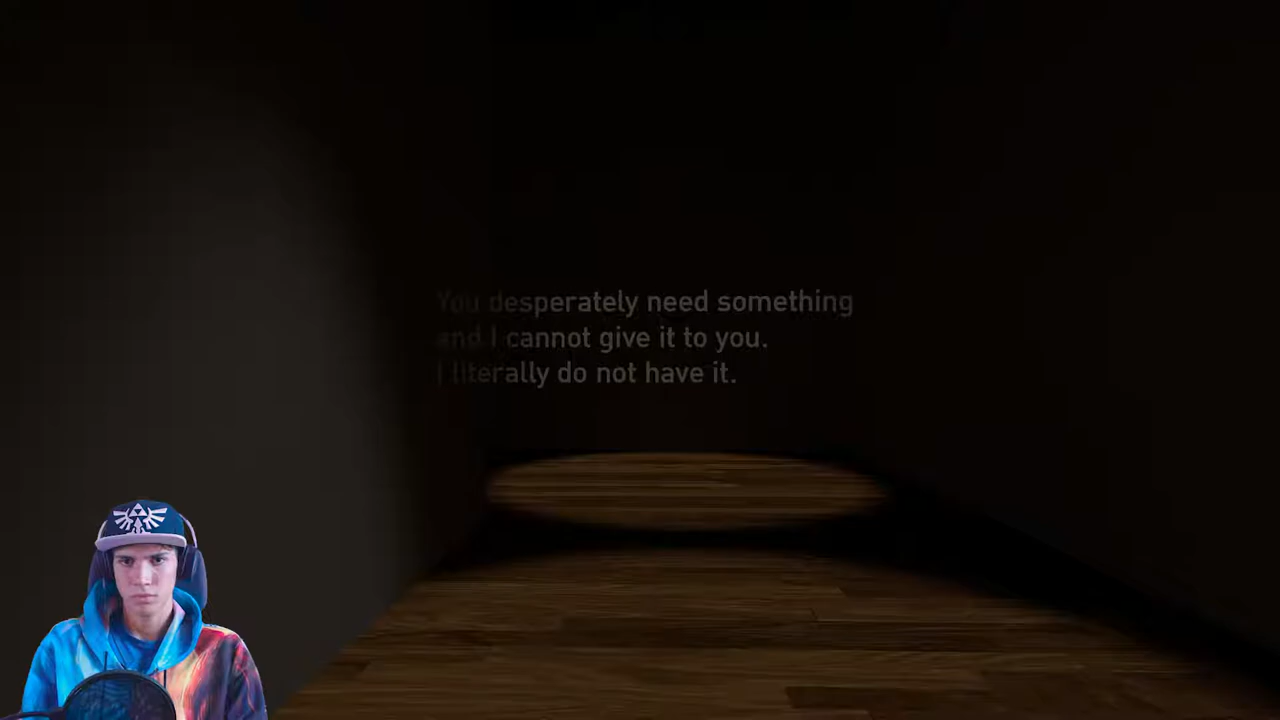 You desperately need something
and I cannot give it to you.
I literally do not have it.